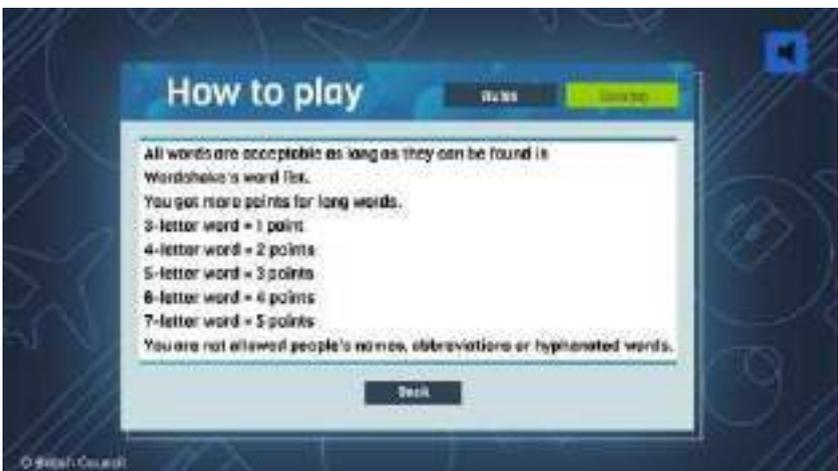 How to play
Rules
Scoring
All words are acceptable as long as they can be found in
Wordshake's word list.
You get more points for long words.
3-letter word = 1 point
4-letter word = 2 points
5-letter word = 3 points
6-letter word = 4 points
7-letter word = 5 points
You are not allowed people's names, abbreviations or hyphenated words.
Back
© British Council